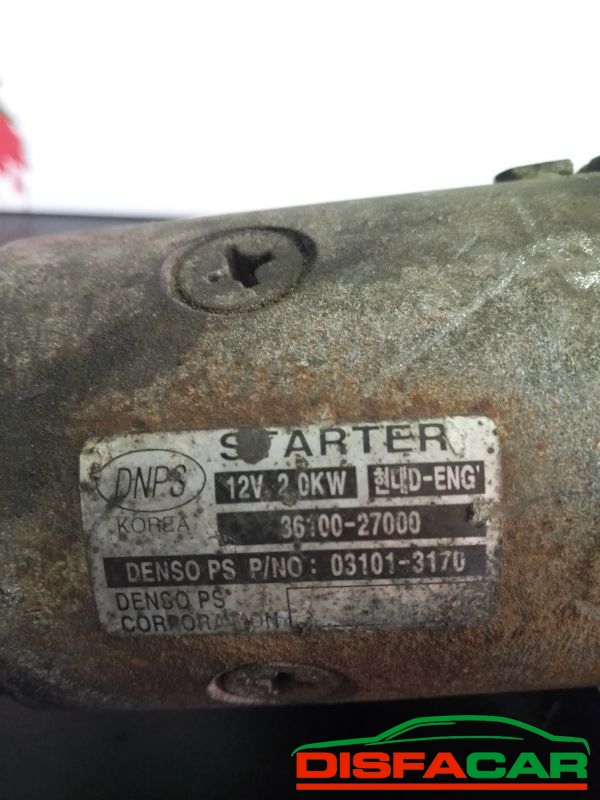 STARTER
DNPS
12V 2.0KW 현대D-ENG'
KOREA
36100-27000
DENSO PS P/NO: 03101-3170
DENSO PS
CORPORATION
DISFACAR